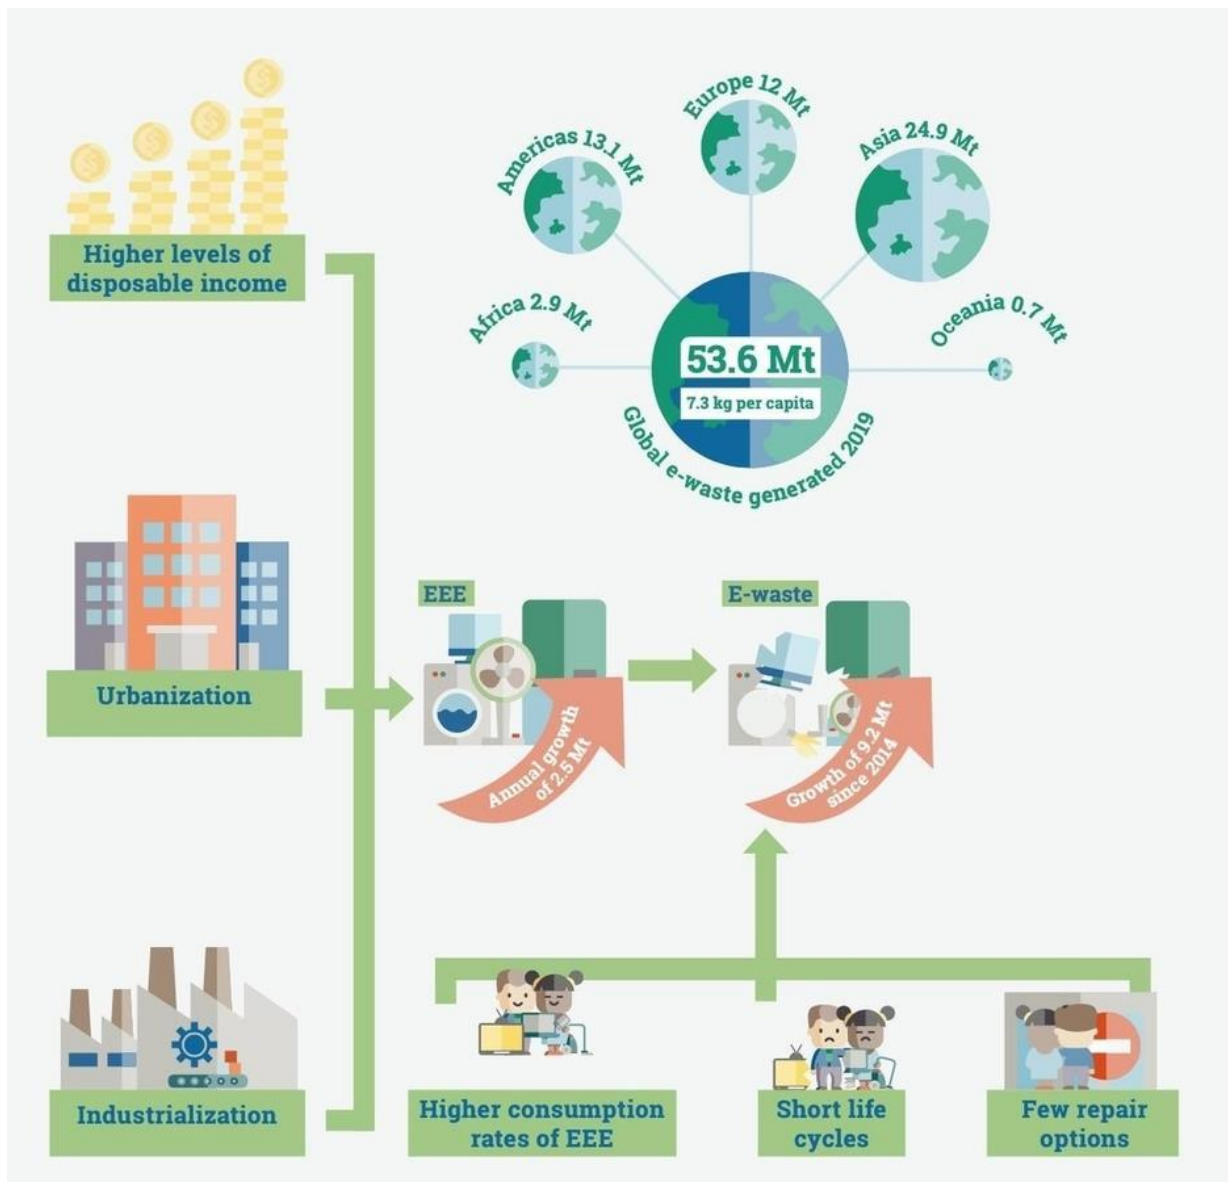 Europe 12 Mt
Americas 13.1 Mt
Asia 24.9 Mt
Higher levels of
disposable income
Africa 2.9 Mt
Oceania 0.7 Mt
53.6 Mt
7.3 kg per capita
Global e-waste generated 2019
EEE
E-waste
Urbanization
Annual growth
of 2.5 Mt
Growth of 9.2 Mt
since 2014
Industrialization
Higher consumption
rates of EEE
Short life
cycles
Few repair
options